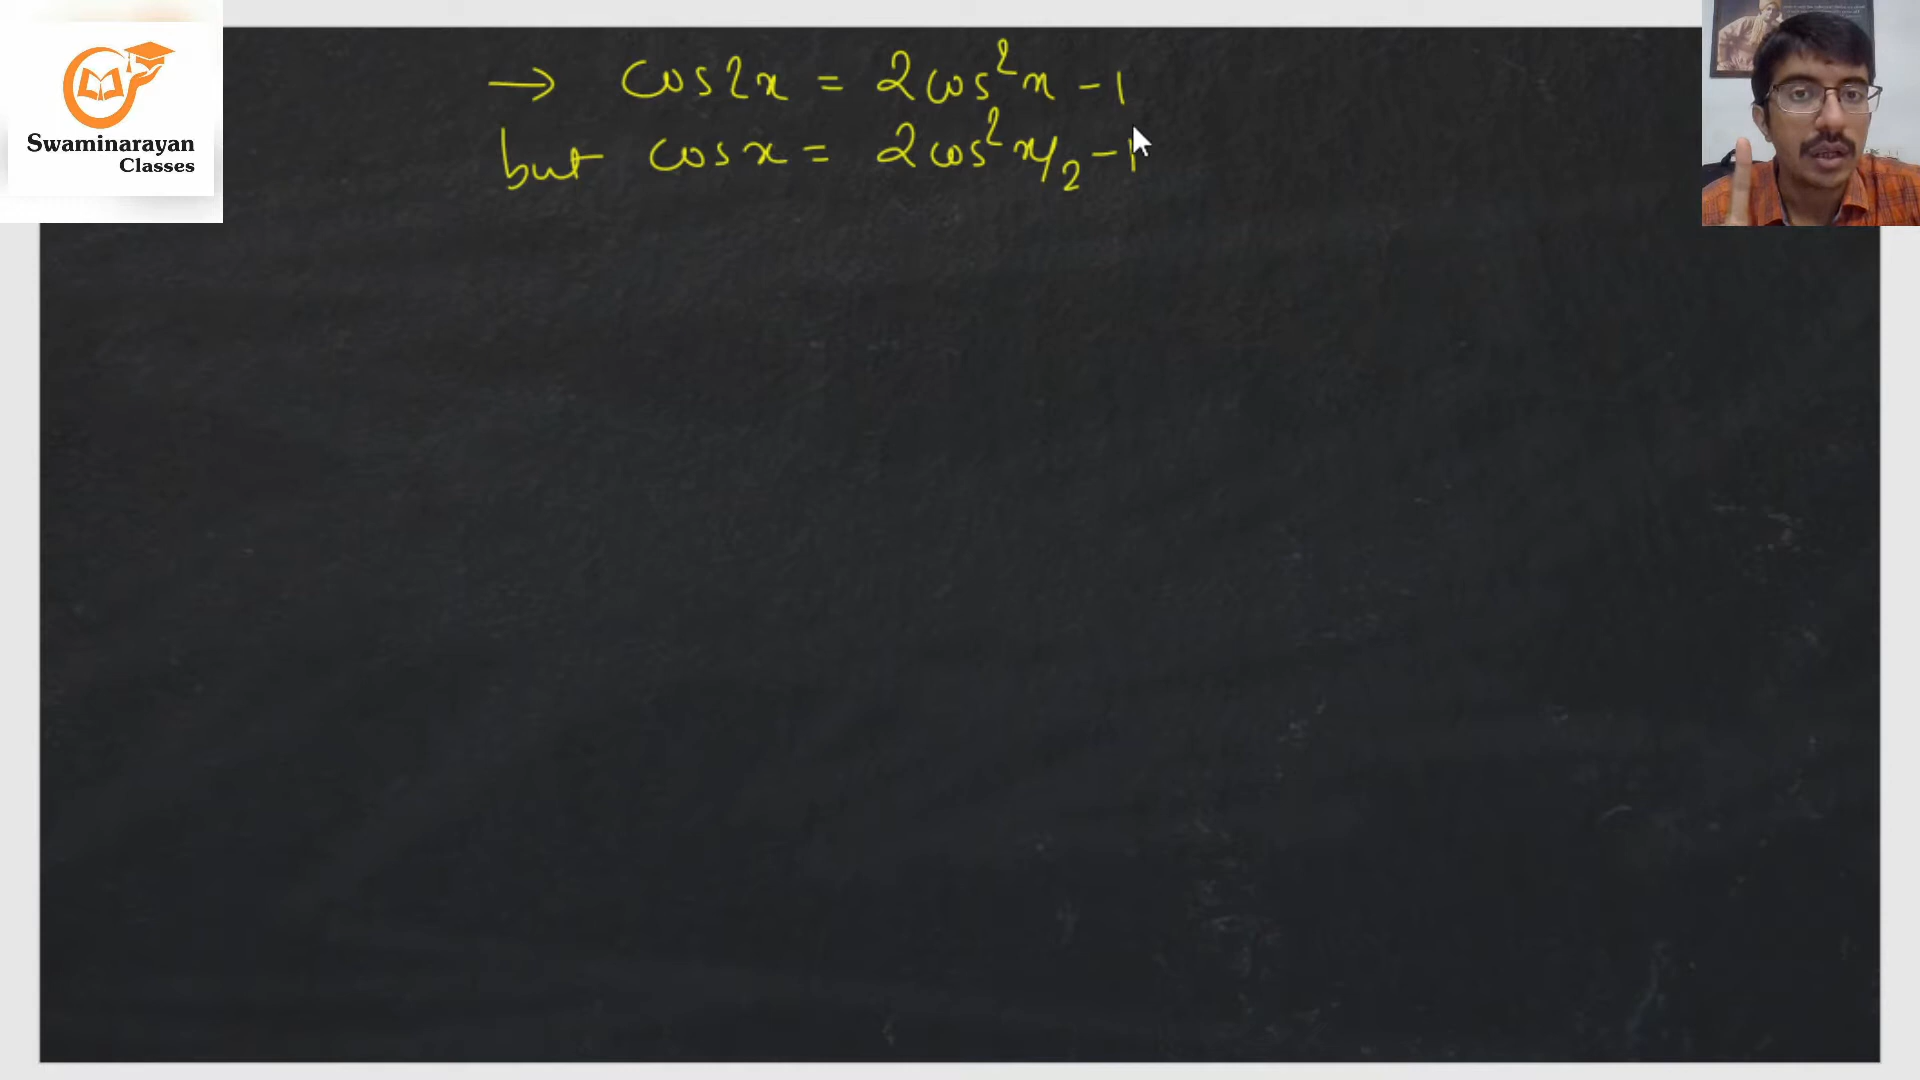 Swaminarayan
Classes
→ cos2x = 2cos²x - 1
but cosx = 2cos²x/2 - 1